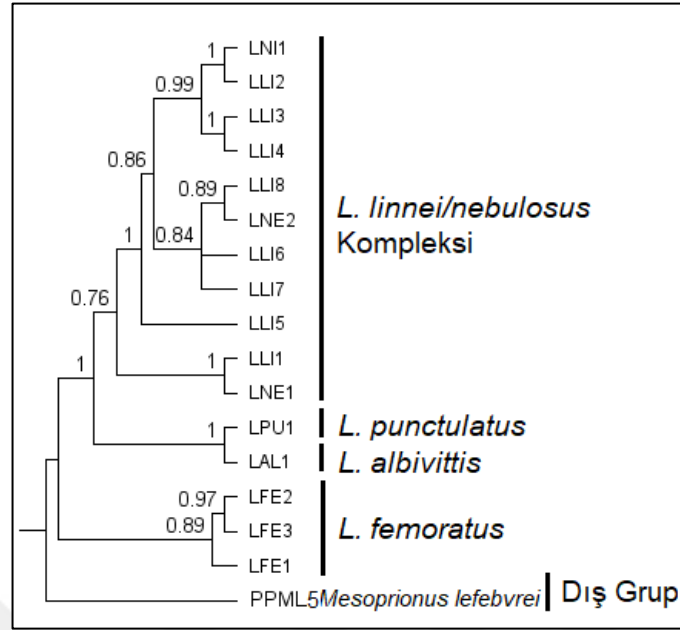 1 LNI1
LLI2
0.99
1 LLI3
LLI4
0.86
0.89 LLI8
LNE2
0.84 LLI6
LLI7
1
LLI5
0.76
1 LLI1
LNE1
1
1 LPU1
LAL1
0.97 LFE2
0.89 LFE3
LFE1
PPML5Mesoprionus lefebvrei
L. linnei/nebulosus
Kompleksi
L. punctulatus
L. albivittis
L. femoratus
Dış Grup